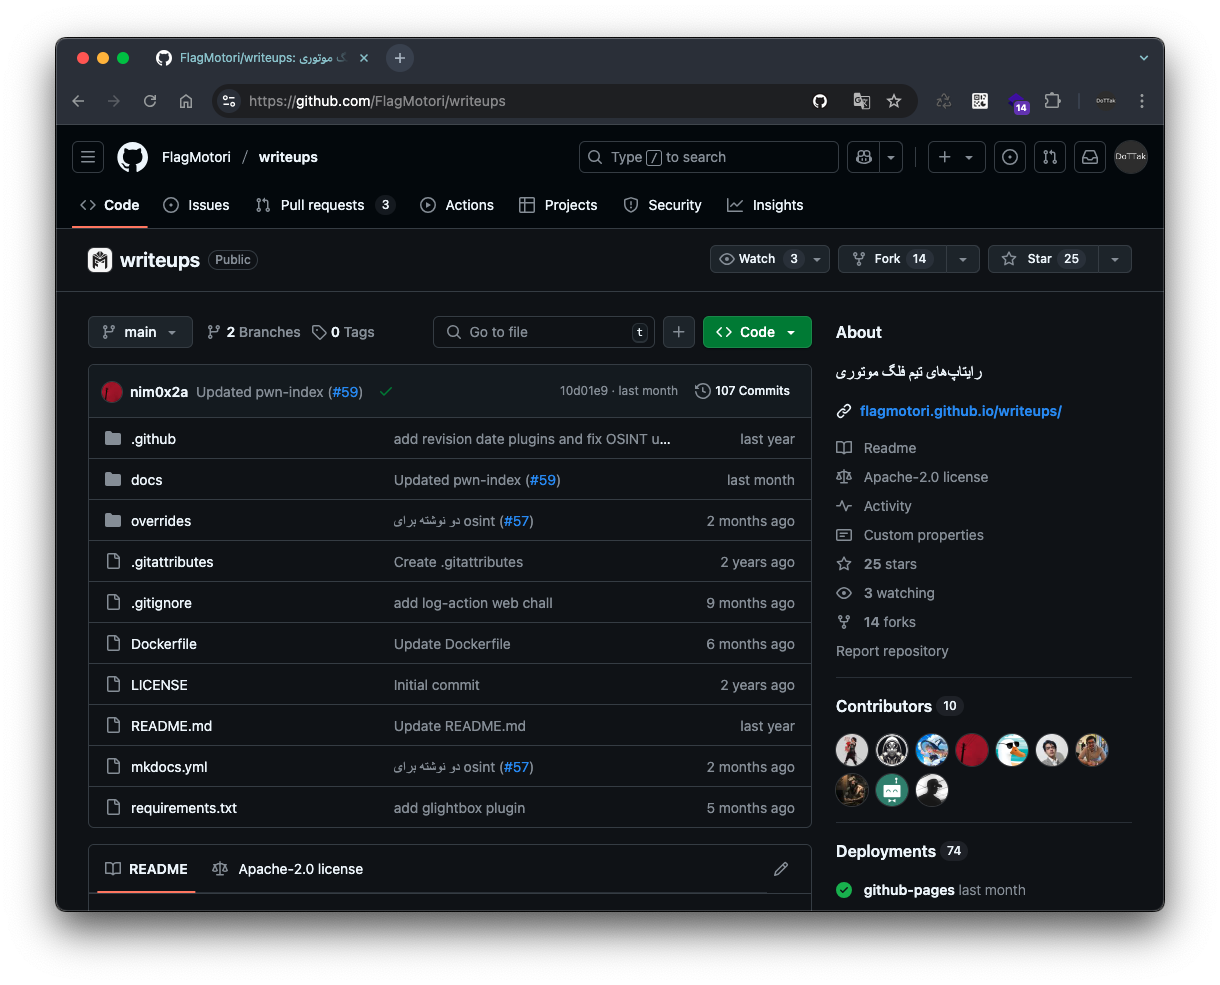 FlagMotori/writeups: گ موتوری
https://github.com/FlagMotori/writeups
14
DoTTak
FlagMotori / writeups
Type / to search
DoTTak
Code
Issues
Pull requests 3
Actions
Projects
Security
Insights
writeups Public
Watch 3
Fork 14
Star 25
main
2 Branches
0 Tags
Go to file t
Code
nim0x2a Updated pwn-index (#59) 10d01e9 · last month 107 Commits
.github add revision date plugins and fix OSINT u... last year
docs Updated pwn-index (#59) last month
overrides دو نوشته برای osint (#57) 2 months ago
.gitattributes Create .gitattributes 2 years ago
.gitignore add log-action web chall 9 months ago
Dockerfile Update Dockerfile 6 months ago
LICENSE Initial commit 2 years ago
README.md Update README.md last year
mkdocs.yml دو نوشته برای osint (#57) 2 months ago
requirements.txt add glightbox plugin 5 months ago
README
Apache-2.0 license
About
رایتاپ‌های تیم فلگ موتوری
flagmotori.github.io/writeups/
Readme
Apache-2.0 license
Activity
Custom properties
25 stars
3 watching
14 forks
Report repository
Contributors 10
Deployments 74
github-pages last month